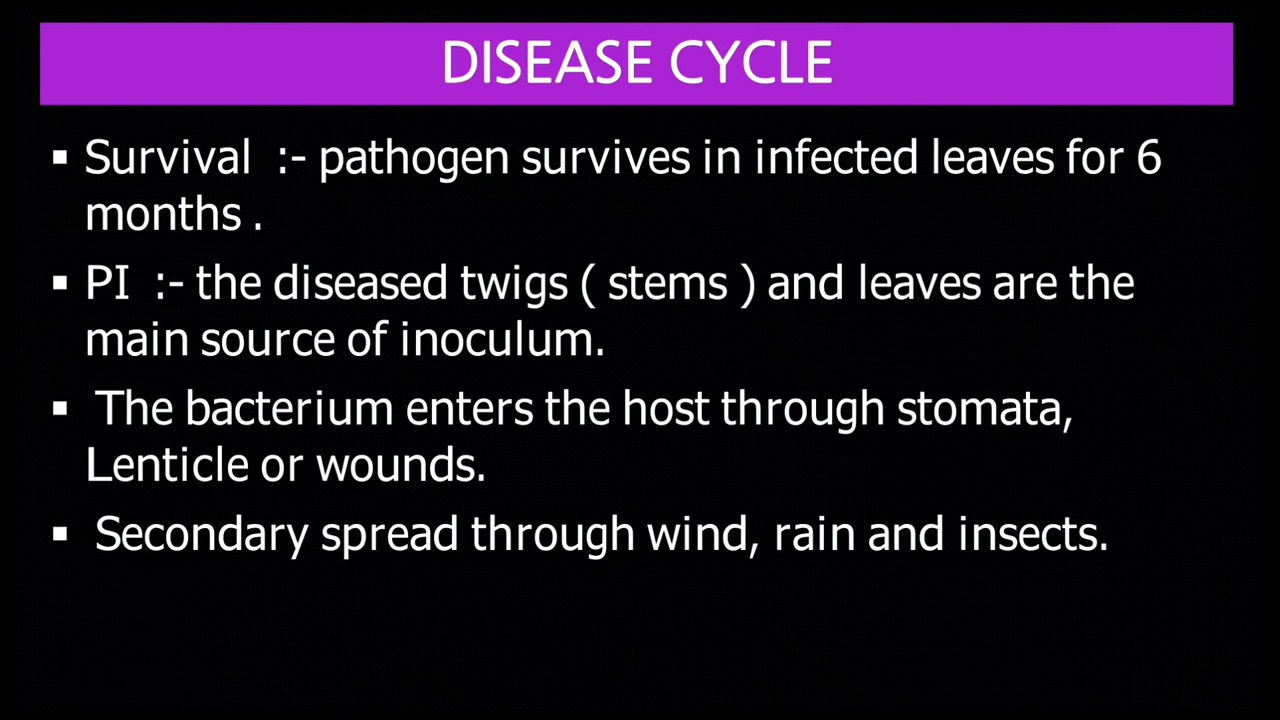 DISEASE CYCLE
▪ Survival :- pathogen survives in infected leaves for 6
months .
▪ PI :- the diseased twigs ( stems ) and leaves are the
main source of inoculum.
▪ The bacterium enters the host through stomata,
Lenticle or wounds.
▪ Secondary spread through wind, rain and insects.